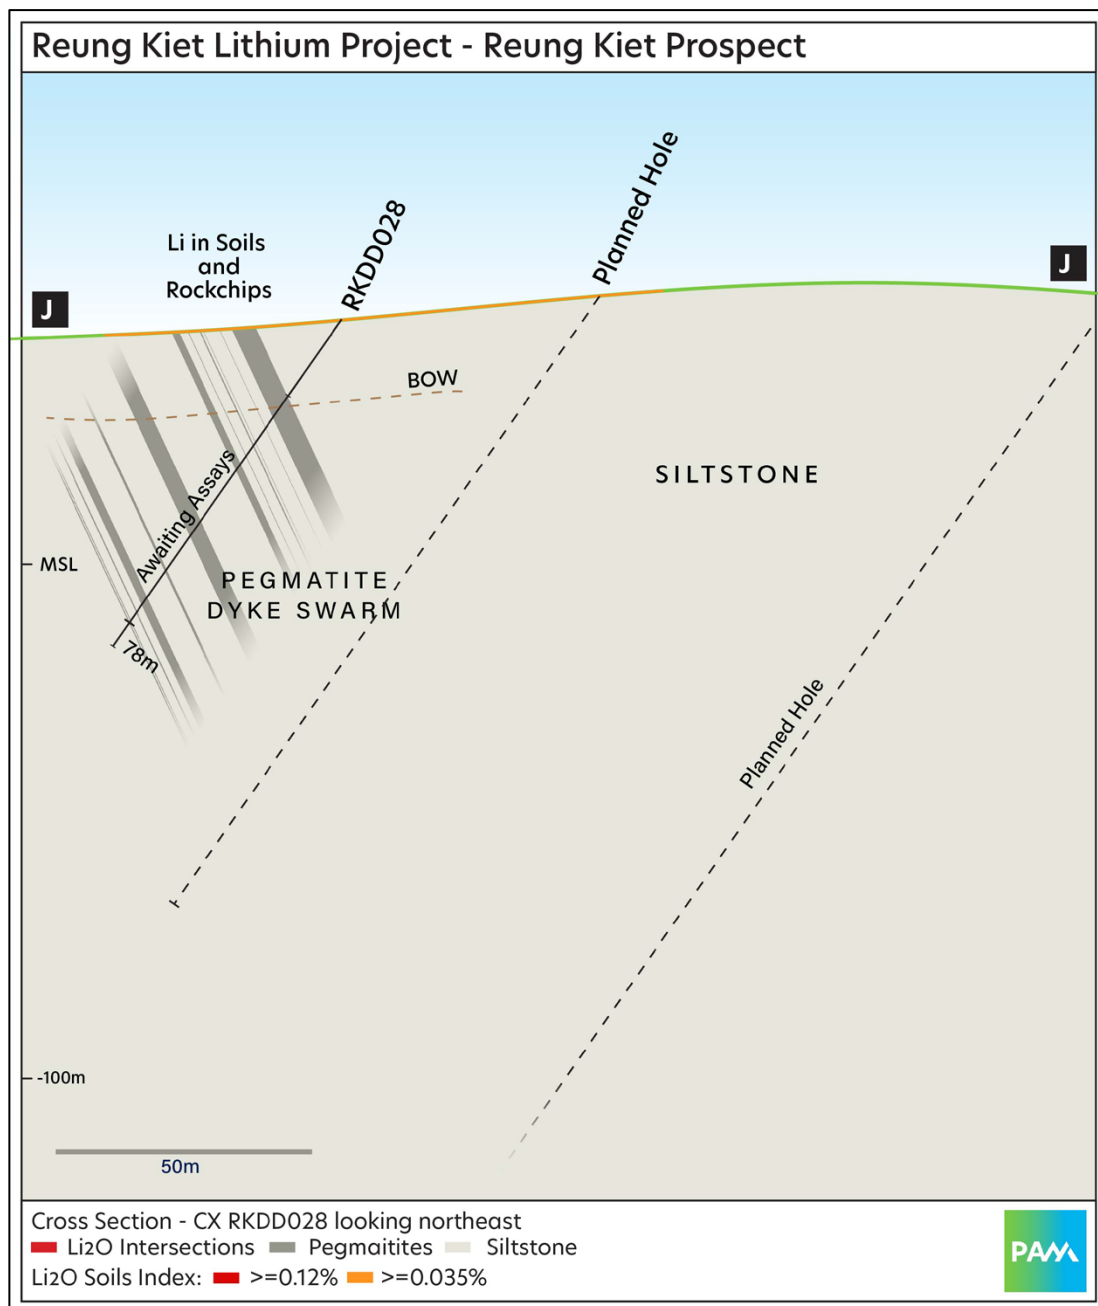 Reung Kiet Lithium Project - Reung Kiet Prospect
Planned Hole
RKDD028
Li in Soils
and
Rockchips
J
J
BOW
SILTSTONE
Awaiting Assays
MSL
PEGMATITE
DYKE SWARM
78m
Planned Hole
-100m
50m
Cross Section - CX RKDD028 looking northeast
Li2O Intersections Pegmaitites Siltstone
Li2O Soils Index: >=0.12% >=0.035%
PAM